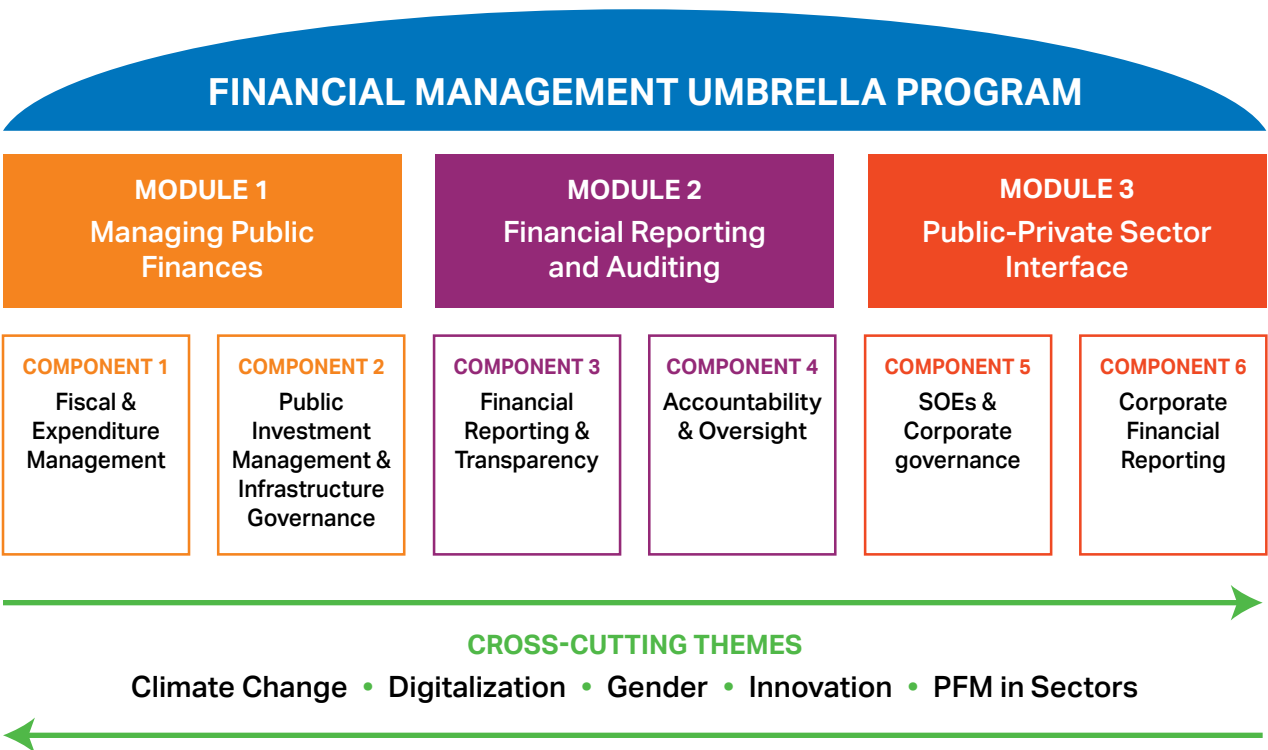 FINANCIAL MANAGEMENT UMBRELLA PROGRAM
MODULE 1
Managing Public
Finances
MODULE 2
Financial Reporting
and Auditing
MODULE 3
Public-Private Sector
Interface
COMPONENT 1
Fiscal &
Expenditure
Management
COMPONENT 2
Public
Investment
Management &
Infrastructure
Governance
COMPONENT 3
Financial
Reporting &
Transparency
COMPONENT 4
Accountability
& Oversight
COMPONENT 5
SOEs &
Corporate
governance
COMPONENT 6
Corporate
Financial
Reporting
CROSS-CUTTING THEMES
Climate Change • Digitalization • Gender • Innovation • PFM in Sectors